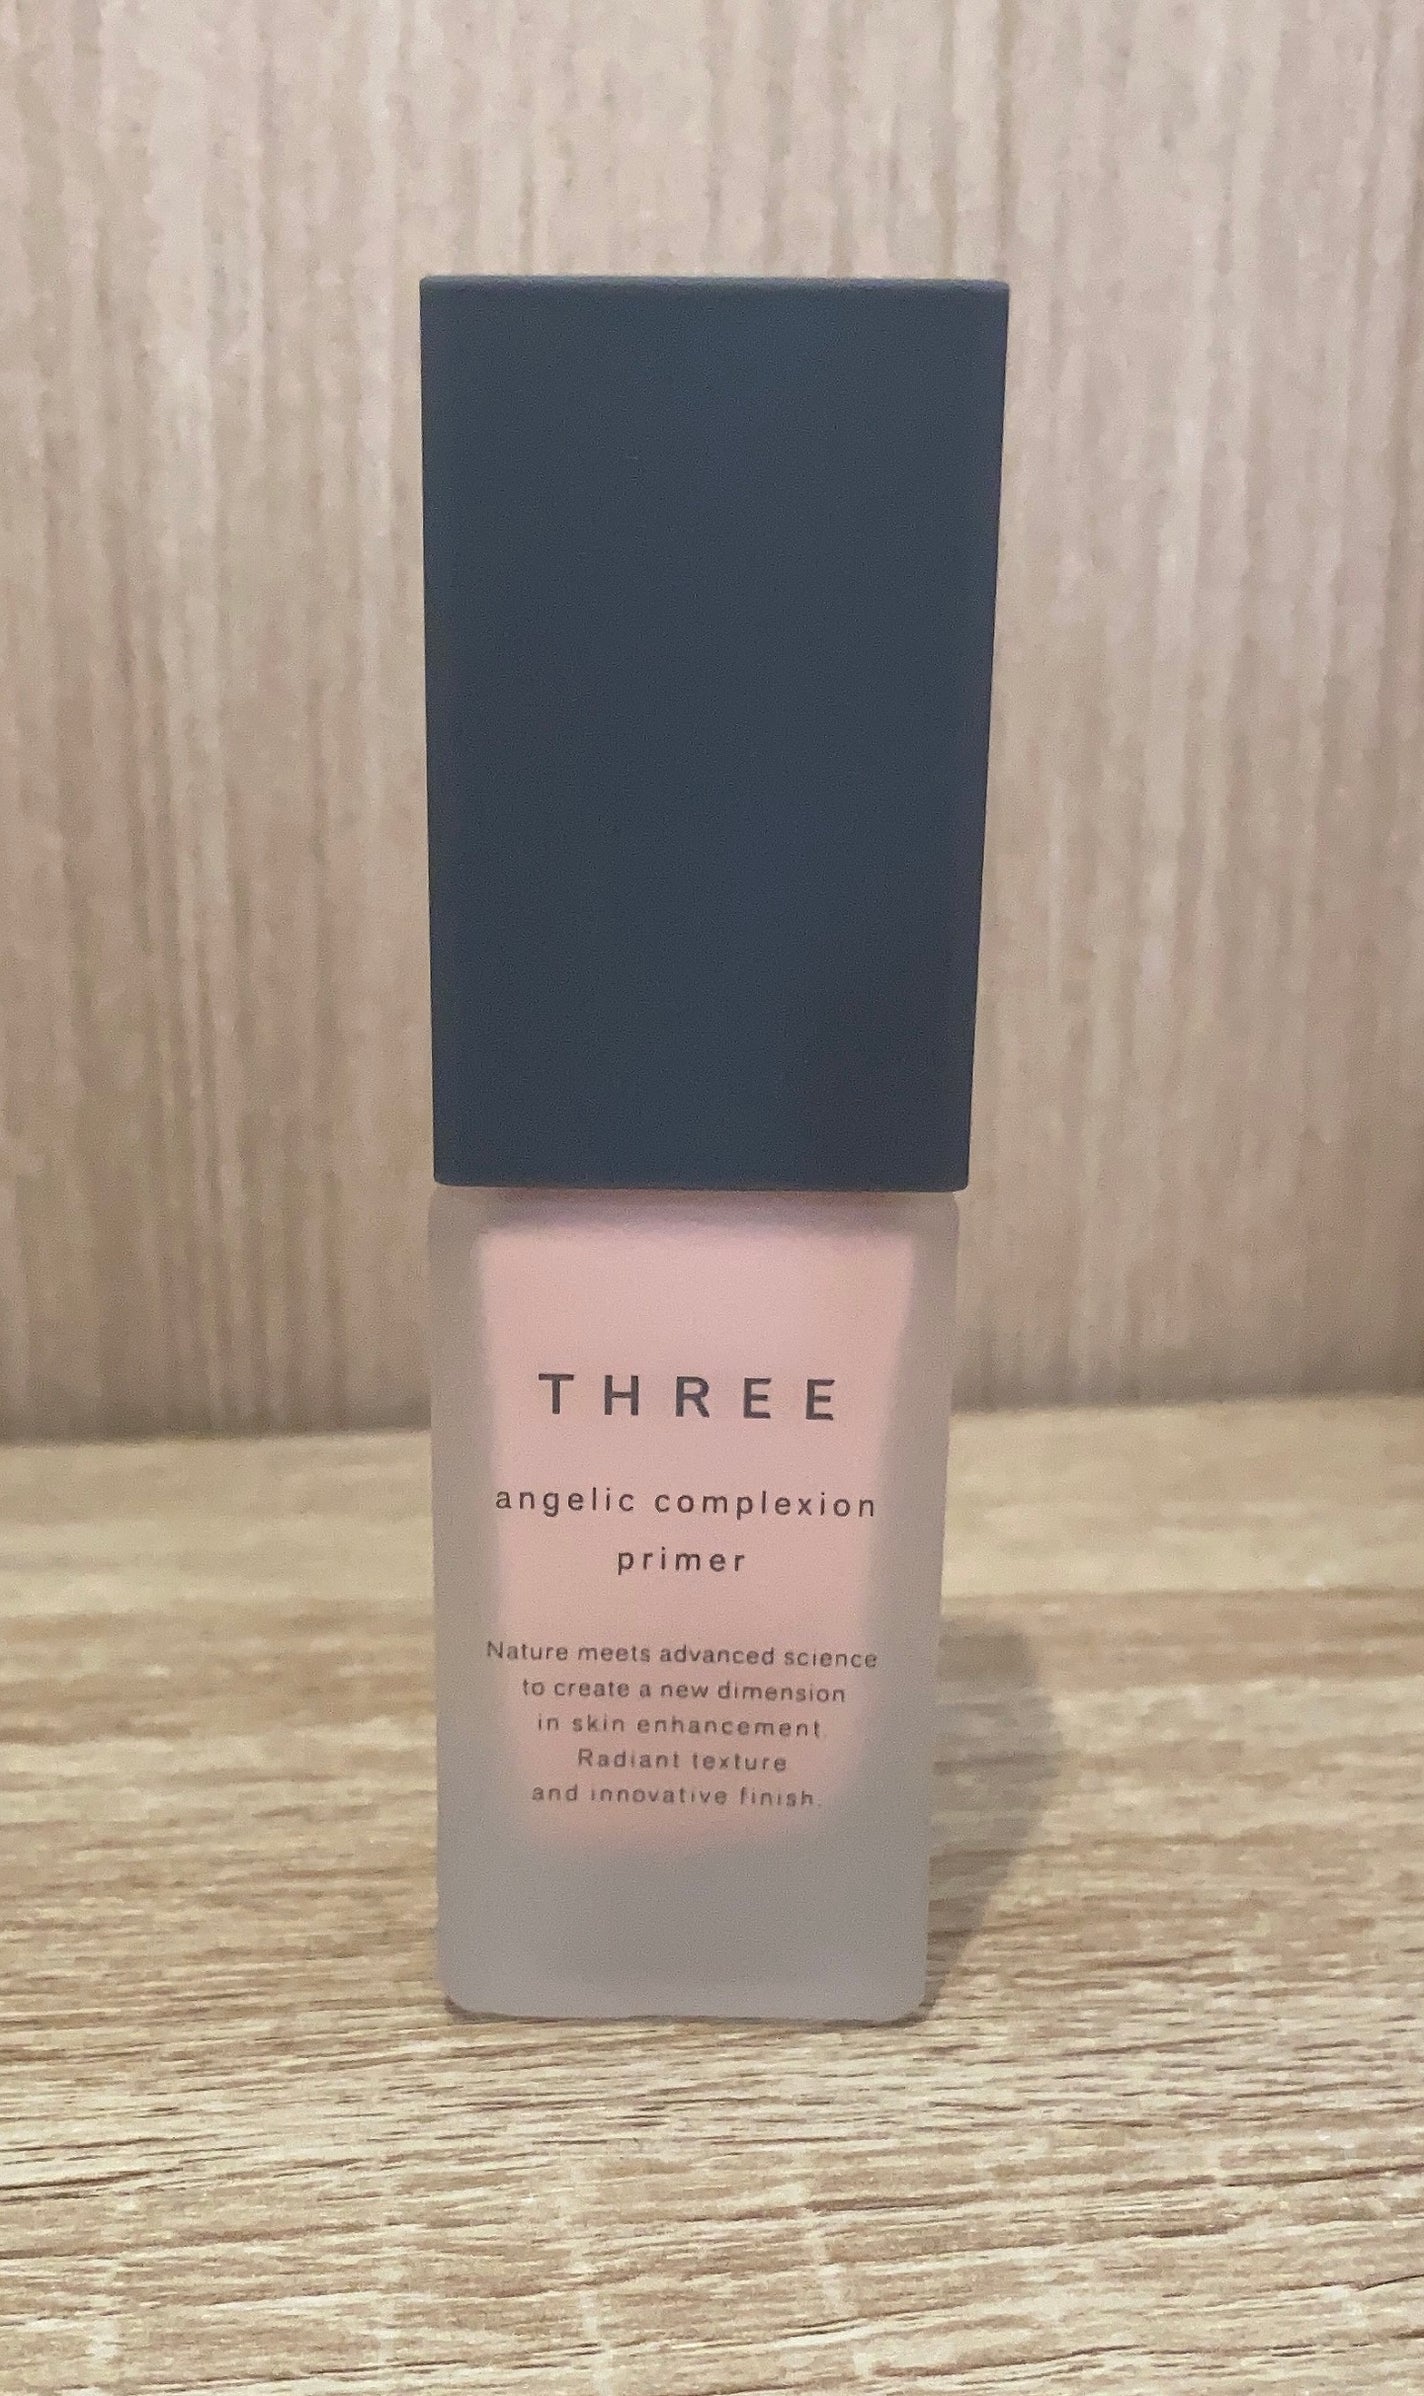 THREE
angelic complexion
primer
Nature meets advanced science
to create a new dimension
in skin enhancement.
Radiant texture
and innovative finish.